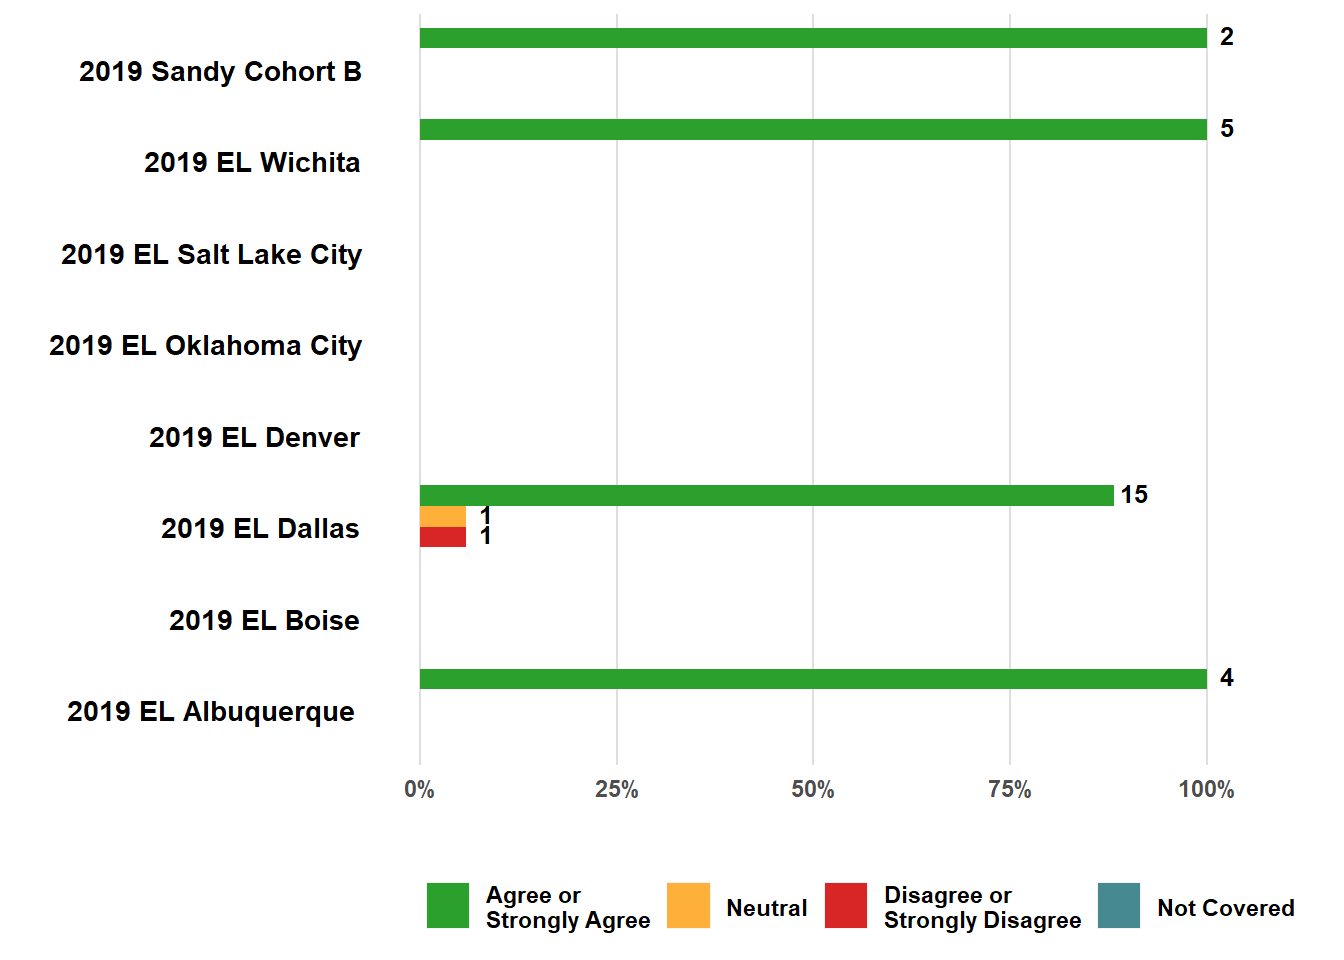 2
2019 Sandy Cohort B
5
2019 EL Wichita
2019 EL Salt Lake City
2019 EL Oklahoma City
2019 EL Denver
15
1
2019 EL Dallas
1
2019 EL Boise
4
2019 EL Albuquerque
0% 25% 50% 75% 100%
Agree or
Strongly Agree
Neutral
Disagree or
Strongly Disagree
Not Covered